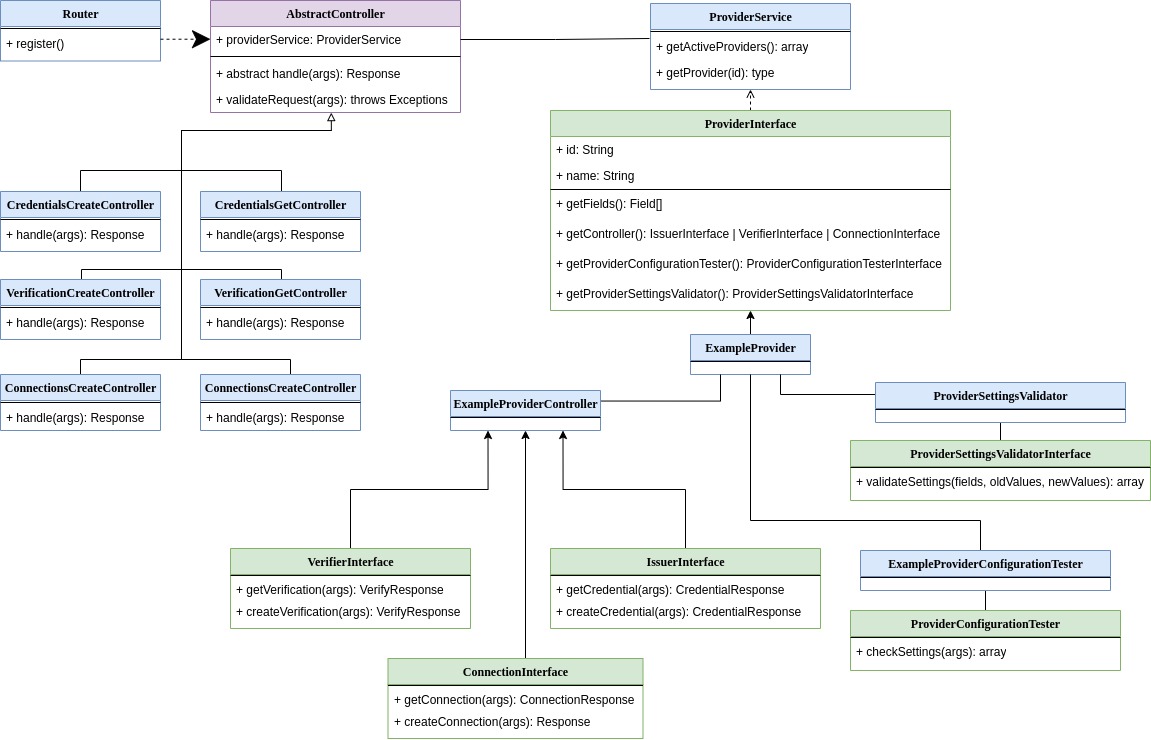 Router
+ register()
AbstractController
+ providerService: ProviderService
+ abstract handle(args): Response
+ validateRequest(args): throws Exceptions
ProviderService
+ getActiveProviders(): array
+ getProvider(id): type
ProviderInterface
+ id: String
+ name: String
+ getFields(): Field[]
+ getController(): IssuerInterface | VerifierInterface | ConnectionInterface
+ getProviderConfigurationTester(): ProviderConfigurationTesterInterface
+ getProviderSettingsValidator(): ProviderSettingsValidatorInterface
CredentialsCreateController
+ handle(args): Response
CredentialsGetController
+ handle(args): Response
VerificationCreateController
+ handle(args): Response
VerificationGetController
+ handle(args): Response
ConnectionsCreateController
+ handle(args): Response
ConnectionsCreateController
+ handle(args): Response
ExampleProvider
ExampleProviderController
ProviderSettingsValidator
ProviderSettingsValidatorInterface
+ validateSettings(fields, oldValues, newValues): array
VerifierInterface
+ getVerification(args): VerifyResponse
+ createVerification(args): VerifyResponse
IssuerInterface
+ getCredential(args): CredentialResponse
+ createCredential(args): CredentialResponse
ExampleProviderConfigurationTester
ProviderConfigurationTester
+ checkSettings(args): array
ConnectionInterface
+ getConnection(args): ConnectionResponse
+ createConnection(args): Response